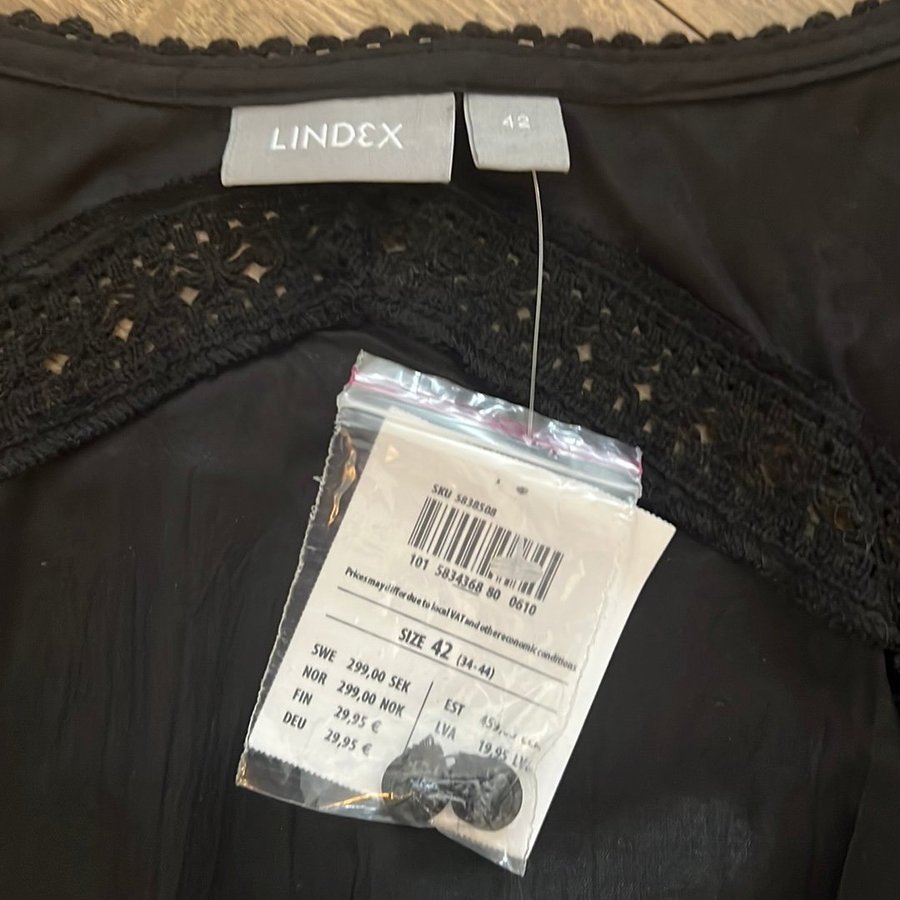 LINDEX
42
SKU 5838508
101 5834368 80 0610
Prices may differ due to local VAT and other economic conditions
SIZE 42 (34-44)
SWE 299,00 SEK
NOR 299,00 NOK
FIN 29,95 €
DEU 29,95 €
EST
LVA 19,95